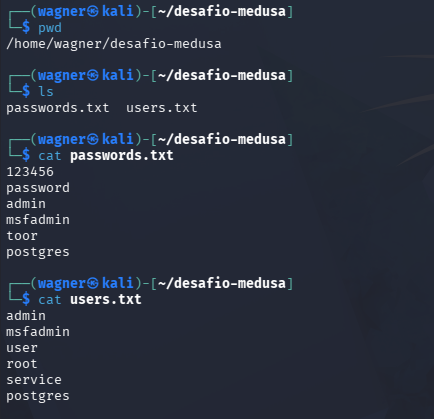 ┌──(wagner㉿kali)-[~/desafio-medusa]
└─$ pwd
/home/wagner/desafio-medusa
┌──(wagner㉿kali)-[~/desafio-medusa]
└─$ ls
passwords.txt  users.txt
┌──(wagner㉿kali)-[~/desafio-medusa]
└─$ cat passwords.txt
123456
password
admin
msfadmin
toor
postgres
┌──(wagner㉿kali)-[~/desafio-medusa]
└─$ cat users.txt
admin
msfadmin
user
root
service
postgres